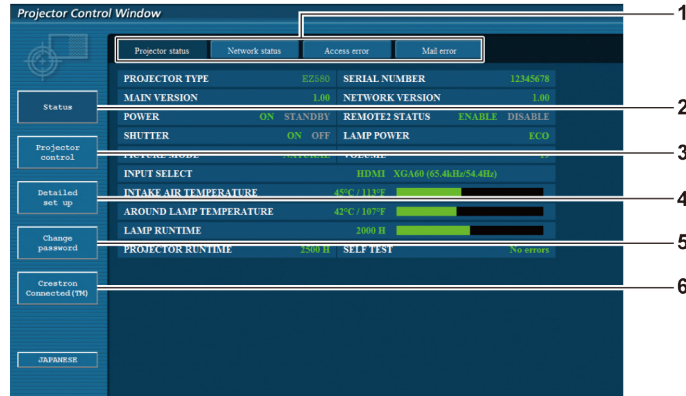 Projector Control Window
1
Projector status Network status Access error Mail error
PROJECTOR TYPE EZ580 SERIAL NUMBER 12345678
MAIN VERSION 1.00 NETWORK VERSION 1.00
Status
2
POWER ON STANDBY REMOTE2 STATUS ENABLE DISABLE
SHUTTER ON OFF LAMP POWER ECO
Projector
control
3
PICTURE MODE NATURAL VOLUME
INPUT SELECT HDMI XGA60 (65.4kHz/54.4Hz)
Detailed
set up
4
INTAKE AIR TEMPERATURE 45°C / 113°F
AROUND LAMP TEMPERATURE 42°C / 107°F
LAMP RUNTIME 2000 H
Change
password
5
PROJECTOR RUNTIME 2500 H SELF TEST No errors
Crestron
Connected(TM)
6
JAPANESE